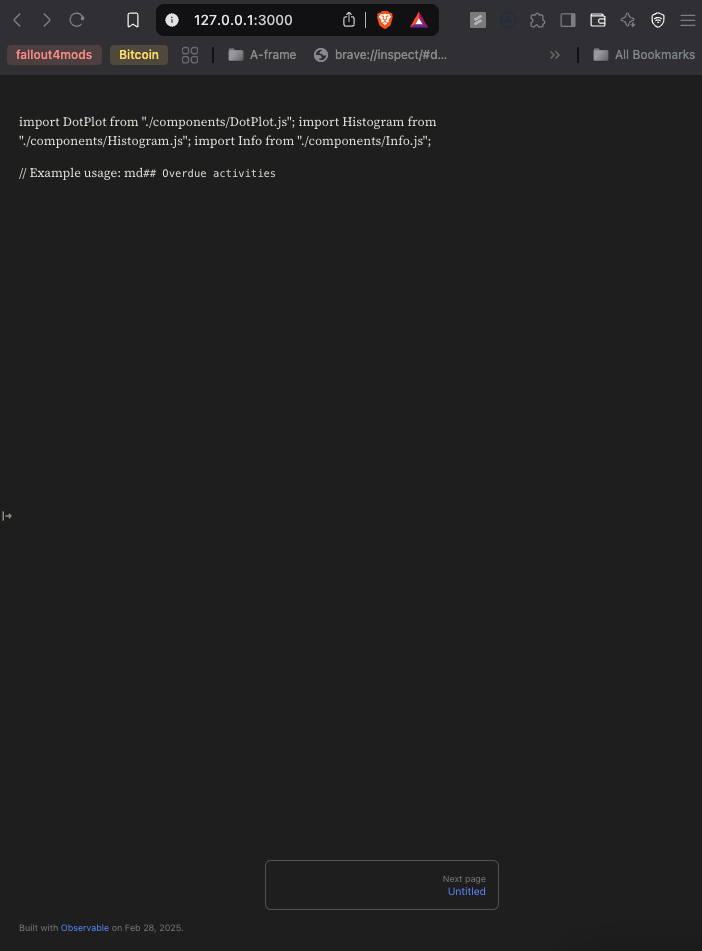 127.0.0.1:3000
fallout4mods
Bitcoin
A-frame
brave://inspect/#d...
All Bookmarks
import DotPlot from "./components/DotPlot.js"; import Histogram from
"./components/Histogram.js"; import Info from "./components/Info.js";
// Example usage: md## Overdue activities
Next page
Untitled
Built with Observable on Feb 28, 2025.